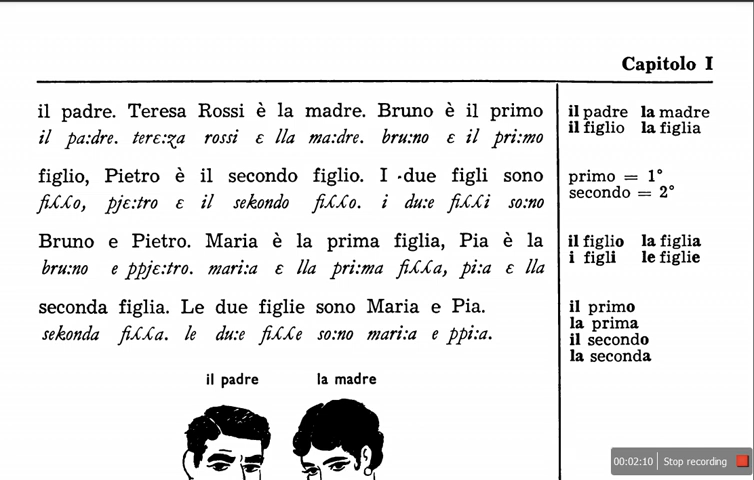 Capitolo I
il padre. Teresa Rossi è la madre. Bruno è il primo
il pa:dre. terɛ:ʐa rossi ɛ lla ma:dre. bru:no ɛ il pri:mo
figlio, Pietro è il secondo figlio. I due figli sono
fiʎʎo, pjɛ:tro ɛ il sekondo fiʎʎo. i du:e fiʎʎi so:no
Bruno e Pietro. Maria è la prima figlia, Pia è la
bru:no e ppjɛ:tro. mari:a ɛ lla pri:ma fiʎʎa, pi:a ɛ lla
seconda figlia. Le due figlie sono Maria e Pia.
sekonda fiʎʎa. le du:e fiʎʎe so:no mari:a e ppi:a.
il padre la madre
il padre la madre
il figlio la figlia
primo = 1°
secondo = 2°
il figlio la figlia
i figli le figlie
il primo
la prima
il secondo
la seconda
00:02:10 Stop recording